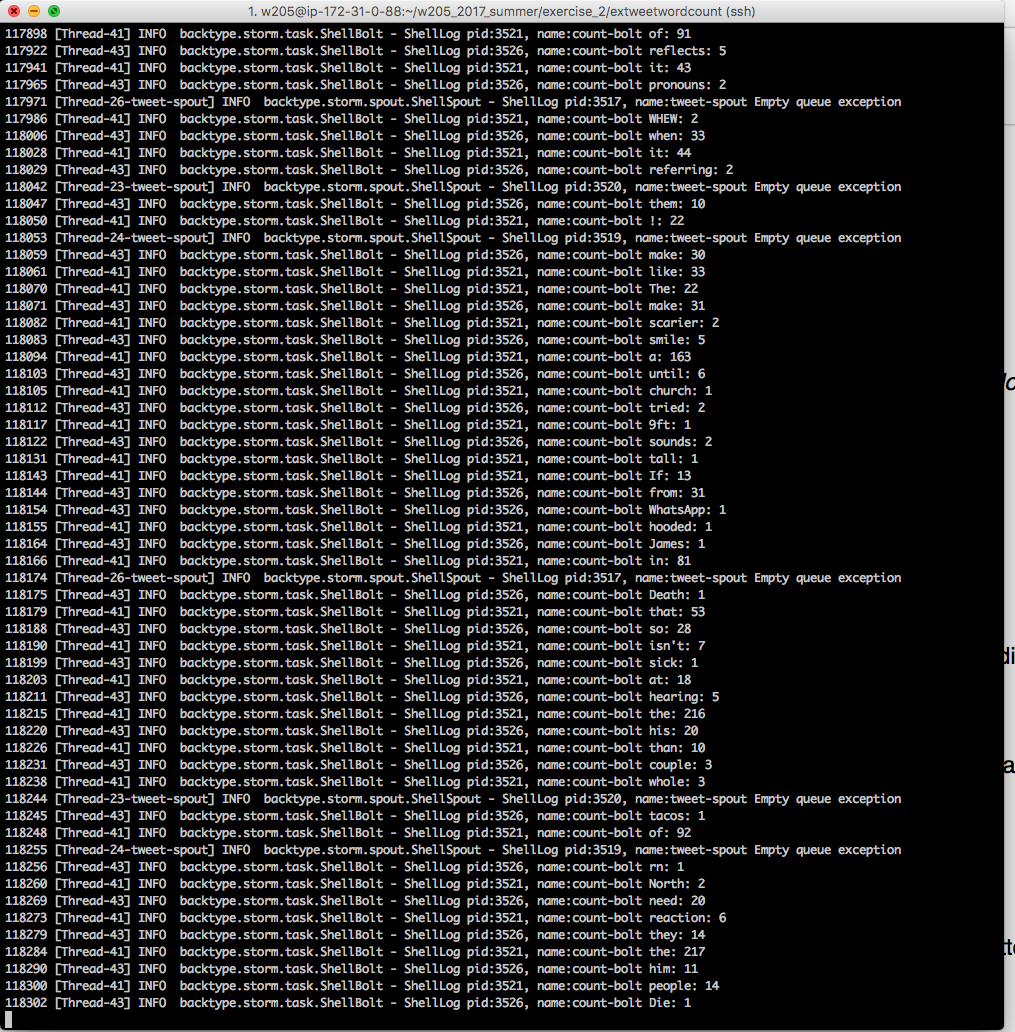 1. w205@ip-172-31-0-88:~/w205_2017_summer/exercise_2/extweetwordcount (ssh)
117898 [Thread-41] INFO  backtype.storm.task.ShellBolt - ShellLog pid:3521, name:count-bolt of: 91
117922 [Thread-43] INFO  backtype.storm.task.ShellBolt - ShellLog pid:3526, name:count-bolt reflects: 5
117941 [Thread-41] INFO  backtype.storm.task.ShellBolt - ShellLog pid:3521, name:count-bolt it: 43
117965 [Thread-43] INFO  backtype.storm.task.ShellBolt - ShellLog pid:3526, name:count-bolt pronouns: 2
117971 [Thread-26-tweet-spout] INFO  backtype.storm.spout.ShellSpout - ShellLog pid:3517, name:tweet-spout Empty queue exception
117986 [Thread-41] INFO  backtype.storm.task.ShellBolt - ShellLog pid:3521, name:count-bolt WHEW: 2
118006 [Thread-43] INFO  backtype.storm.task.ShellBolt - ShellLog pid:3526, name:count-bolt when: 33
118028 [Thread-41] INFO  backtype.storm.task.ShellBolt - ShellLog pid:3521, name:count-bolt it: 44
118029 [Thread-43] INFO  backtype.storm.task.ShellBolt - ShellLog pid:3526, name:count-bolt referring: 2
118042 [Thread-23-tweet-spout] INFO  backtype.storm.spout.ShellSpout - ShellLog pid:3520, name:tweet-spout Empty queue exception
118047 [Thread-43] INFO  backtype.storm.task.ShellBolt - ShellLog pid:3526, name:count-bolt them: 10
118050 [Thread-41] INFO  backtype.storm.task.ShellBolt - ShellLog pid:3521, name:count-bolt !: 22
118053 [Thread-24-tweet-spout] INFO  backtype.storm.spout.ShellSpout - ShellLog pid:3519, name:tweet-spout Empty queue exception
118059 [Thread-43] INFO  backtype.storm.task.ShellBolt - ShellLog pid:3526, name:count-bolt make: 30
118061 [Thread-41] INFO  backtype.storm.task.ShellBolt - ShellLog pid:3521, name:count-bolt like: 33
118070 [Thread-41] INFO  backtype.storm.task.ShellBolt - ShellLog pid:3521, name:count-bolt The: 22
118071 [Thread-43] INFO  backtype.storm.task.ShellBolt - ShellLog pid:3526, name:count-bolt make: 31
118082 [Thread-41] INFO  backtype.storm.task.ShellBolt - ShellLog pid:3521, name:count-bolt scarier: 2
118083 [Thread-43] INFO  backtype.storm.task.ShellBolt - ShellLog pid:3526, name:count-bolt smile: 5
118094 [Thread-41] INFO  backtype.storm.task.ShellBolt - ShellLog pid:3521, name:count-bolt a: 163
118103 [Thread-43] INFO  backtype.storm.task.ShellBolt - ShellLog pid:3526, name:count-bolt until: 6
118105 [Thread-41] INFO  backtype.storm.task.ShellBolt - ShellLog pid:3521, name:count-bolt church: 1
118112 [Thread-43] INFO  backtype.storm.task.ShellBolt - ShellLog pid:3526, name:count-bolt tried: 2
118117 [Thread-41] INFO  backtype.storm.task.ShellBolt - ShellLog pid:3521, name:count-bolt 9ft: 1
118122 [Thread-43] INFO  backtype.storm.task.ShellBolt - ShellLog pid:3526, name:count-bolt sounds: 2
118131 [Thread-41] INFO  backtype.storm.task.ShellBolt - ShellLog pid:3521, name:count-bolt tall: 1
118143 [Thread-41] INFO  backtype.storm.task.ShellBolt - ShellLog pid:3521, name:count-bolt If: 13
118144 [Thread-43] INFO  backtype.storm.task.ShellBolt - ShellLog pid:3526, name:count-bolt from: 31
118154 [Thread-43] INFO  backtype.storm.task.ShellBolt - ShellLog pid:3526, name:count-bolt WhatsApp: 1
118155 [Thread-41] INFO  backtype.storm.task.ShellBolt - ShellLog pid:3521, name:count-bolt hooded: 1
118164 [Thread-43] INFO  backtype.storm.task.ShellBolt - ShellLog pid:3526, name:count-bolt James: 1
118166 [Thread-41] INFO  backtype.storm.task.ShellBolt - ShellLog pid:3521, name:count-bolt in: 81
118174 [Thread-26-tweet-spout] INFO  backtype.storm.spout.ShellSpout - ShellLog pid:3517, name:tweet-spout Empty queue exception
118175 [Thread-43] INFO  backtype.storm.task.ShellBolt - ShellLog pid:3526, name:count-bolt Death: 1
118179 [Thread-41] INFO  backtype.storm.task.ShellBolt - ShellLog pid:3521, name:count-bolt that: 53
118188 [Thread-43] INFO  backtype.storm.task.ShellBolt - ShellLog pid:3526, name:count-bolt so: 28
118190 [Thread-41] INFO  backtype.storm.task.ShellBolt - ShellLog pid:3521, name:count-bolt isn't: 7
118199 [Thread-43] INFO  backtype.storm.task.ShellBolt - ShellLog pid:3526, name:count-bolt sick: 1
118203 [Thread-41] INFO  backtype.storm.task.ShellBolt - ShellLog pid:3521, name:count-bolt at: 18
118211 [Thread-43] INFO  backtype.storm.task.ShellBolt - ShellLog pid:3526, name:count-bolt hearing: 5
118215 [Thread-41] INFO  backtype.storm.task.ShellBolt - ShellLog pid:3521, name:count-bolt the: 216
118220 [Thread-43] INFO  backtype.storm.task.ShellBolt - ShellLog pid:3526, name:count-bolt his: 20
118226 [Thread-41] INFO  backtype.storm.task.ShellBolt - ShellLog pid:3521, name:count-bolt than: 10
118231 [Thread-43] INFO  backtype.storm.task.ShellBolt - ShellLog pid:3526, name:count-bolt couple: 3
118238 [Thread-41] INFO  backtype.storm.task.ShellBolt - ShellLog pid:3521, name:count-bolt whole: 3
118244 [Thread-23-tweet-spout] INFO  backtype.storm.spout.ShellSpout - ShellLog pid:3520, name:tweet-spout Empty queue exception
118245 [Thread-43] INFO  backtype.storm.task.ShellBolt - ShellLog pid:3526, name:count-bolt tacos: 1
118248 [Thread-41] INFO  backtype.storm.task.ShellBolt - ShellLog pid:3521, name:count-bolt of: 92
118255 [Thread-24-tweet-spout] INFO  backtype.storm.spout.ShellSpout - ShellLog pid:3519, name:tweet-spout Empty queue exception
118256 [Thread-43] INFO  backtype.storm.task.ShellBolt - ShellLog pid:3526, name:count-bolt rn: 1
118260 [Thread-41] INFO  backtype.storm.task.ShellBolt - ShellLog pid:3521, name:count-bolt North: 2
118269 [Thread-43] INFO  backtype.storm.task.ShellBolt - ShellLog pid:3526, name:count-bolt need: 20
118273 [Thread-41] INFO  backtype.storm.task.ShellBolt - ShellLog pid:3521, name:count-bolt reaction: 6
118279 [Thread-43] INFO  backtype.storm.task.ShellBolt - ShellLog pid:3526, name:count-bolt they: 14
118284 [Thread-41] INFO  backtype.storm.task.ShellBolt - ShellLog pid:3521, name:count-bolt the: 217
118290 [Thread-43] INFO  backtype.storm.task.ShellBolt - ShellLog pid:3526, name:count-bolt him: 11
118300 [Thread-41] INFO  backtype.storm.task.ShellBolt - ShellLog pid:3521, name:count-bolt people: 14
118302 [Thread-43] INFO  backtype.storm.task.ShellBolt - ShellLog pid:3526, name:count-bolt Die: 1